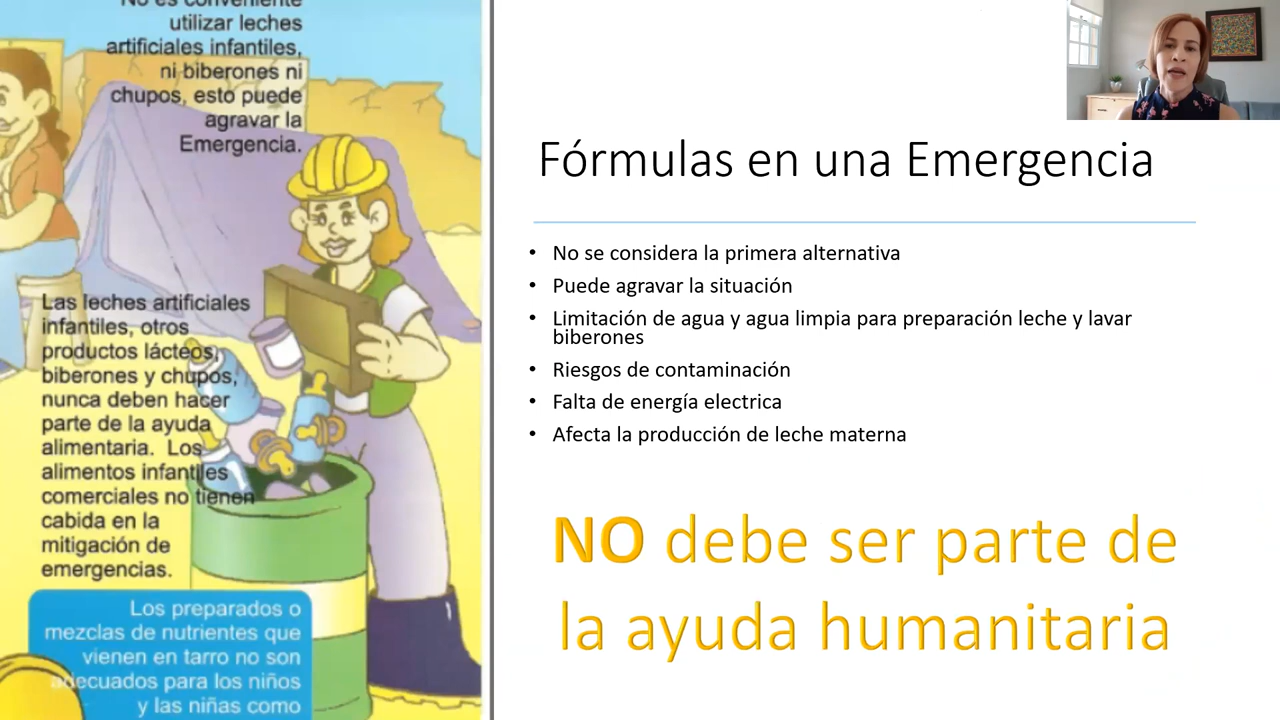 No es conveniente
utilizar leches
artificiales infantiles,
ni biberones ni
chupos, esto puede
agravar la
Emergencia.
Las leches artificiales
infantiles, otros
productos lácteos,
biberones y chupos,
nunca deben hacer
parte de la ayuda
alimentaria. Los
alimentos infantiles
comerciales no tienen
cabida en la
mitigación de
emergencias.
Los preparados o
mezclas de nutrientes que
vienen en tarro no son
adecuados para los niños
y las niñas como
Fórmulas en una Emergencia
• No se considera la primera alternativa
• Puede agravar la situación
• Limitación de agua y agua limpia para preparación leche y lavar
biberones
• Riesgos de contaminación
• Falta de energía electrica
• Afecta la producción de leche materna
NO debe ser parte de
la ayuda humanitaria